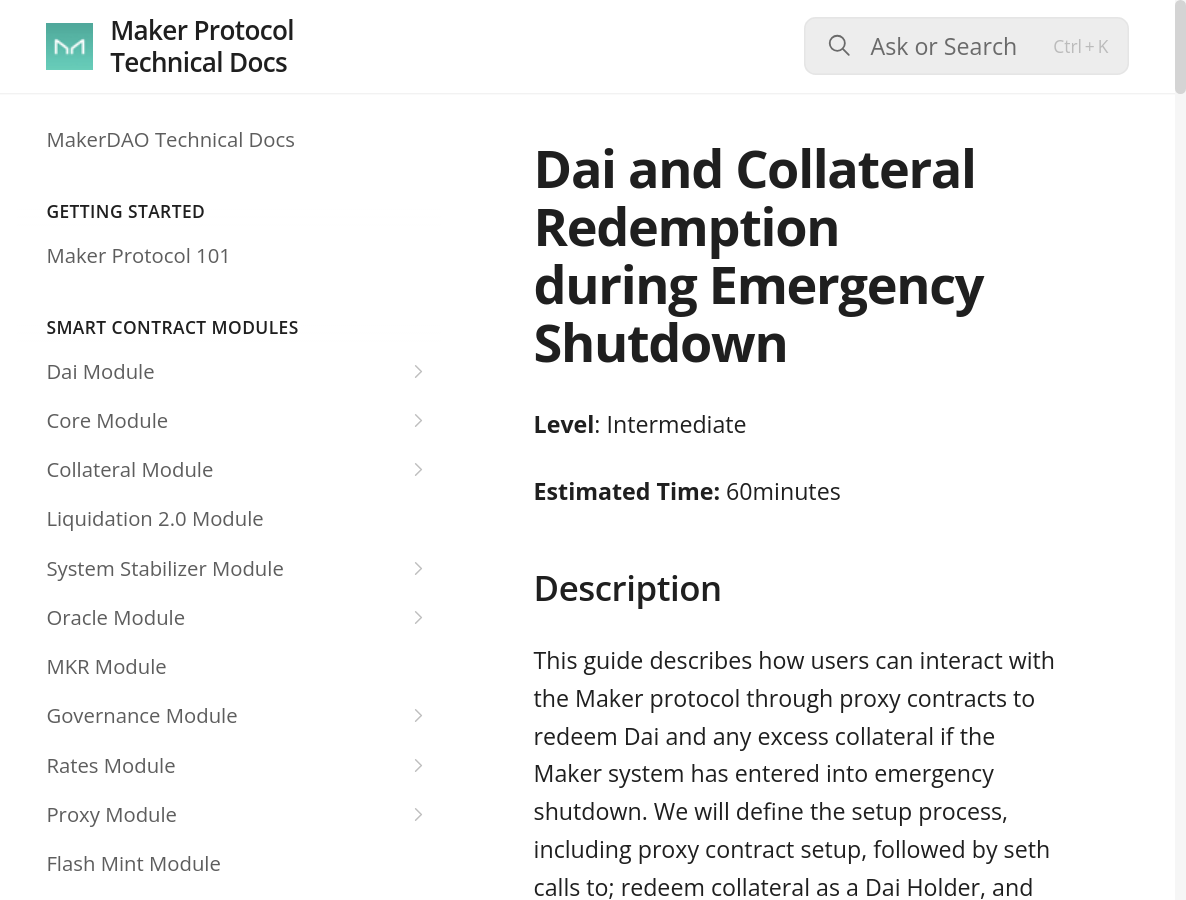 Maker Protocol
Technical Docs
Ask or Search
Ctrl + K
MakerDAO Technical Docs
GETTING STARTED
Maker Protocol 101
SMART CONTRACT MODULES
Dai Module
Core Module
Collateral Module
Liquidation 2.0 Module
System Stabilizer Module
Oracle Module
MKR Module
Governance Module
Rates Module
Proxy Module
Flash Mint Module
Dai and Collateral
Redemption
during Emergency
Shutdown
Level: Intermediate
Estimated Time: 60minutes
Description
This guide describes how users can interact with
the Maker protocol through proxy contracts to
redeem Dai and any excess collateral if the
Maker system has entered into emergency
shutdown. We will define the setup process,
including proxy contract setup, followed by seth
calls to; redeem collateral as a Dai Holder, and